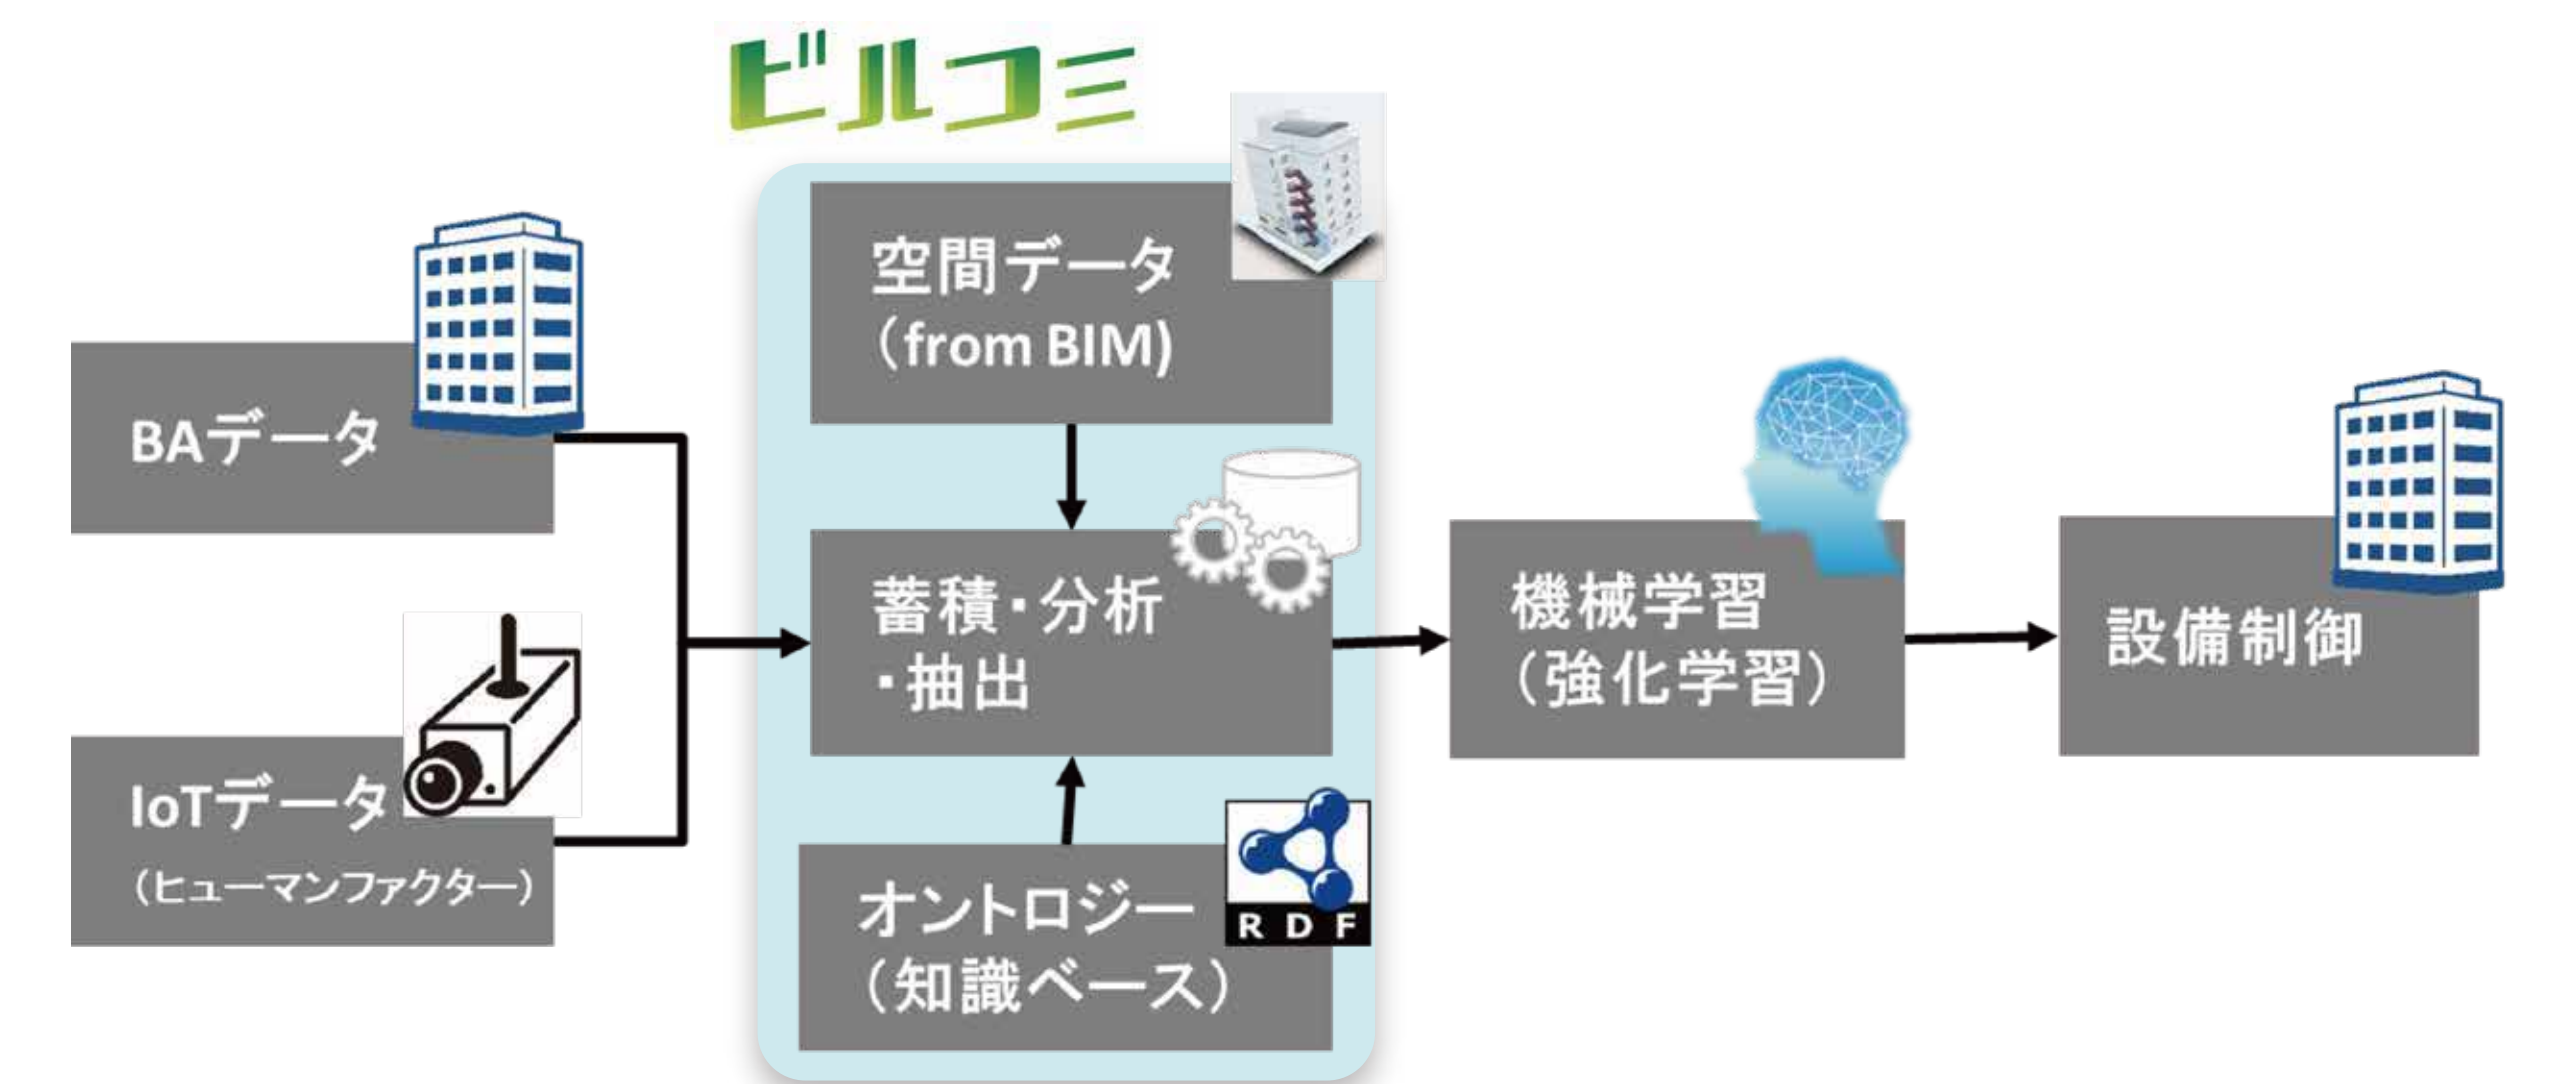 ビルコミ
空間データ
（from BIM)
BAデータ
蓄積・分析
・抽出
機械学習
（強化学習）
設備制御
IoTデータ
（ヒューマンファクター）
オントロジー
（知識ベース）
RDF